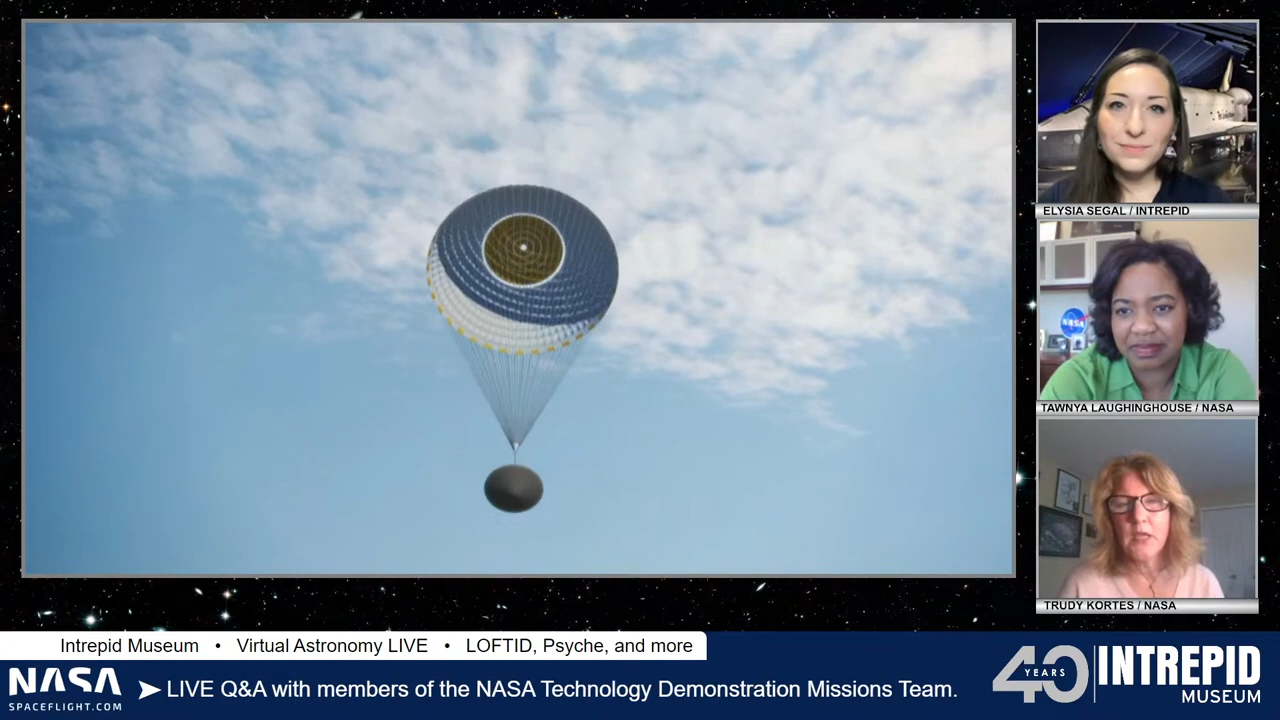 ELYSIA SEGAL / INTREPID
NASA
TAWNYA LAUGHINGHOUSE / NASA
TRUDY KORTES / NASA
Intrepid Museum • Virtual Astronomy LIVE • LOFTID, Psyche, and more
NASA
SPACEFLIGHT.COM
➤ LIVE Q&A with members of the NASA Technology Demonstration Missions Team.
40
YEARS
INTREPID
MUSEUM